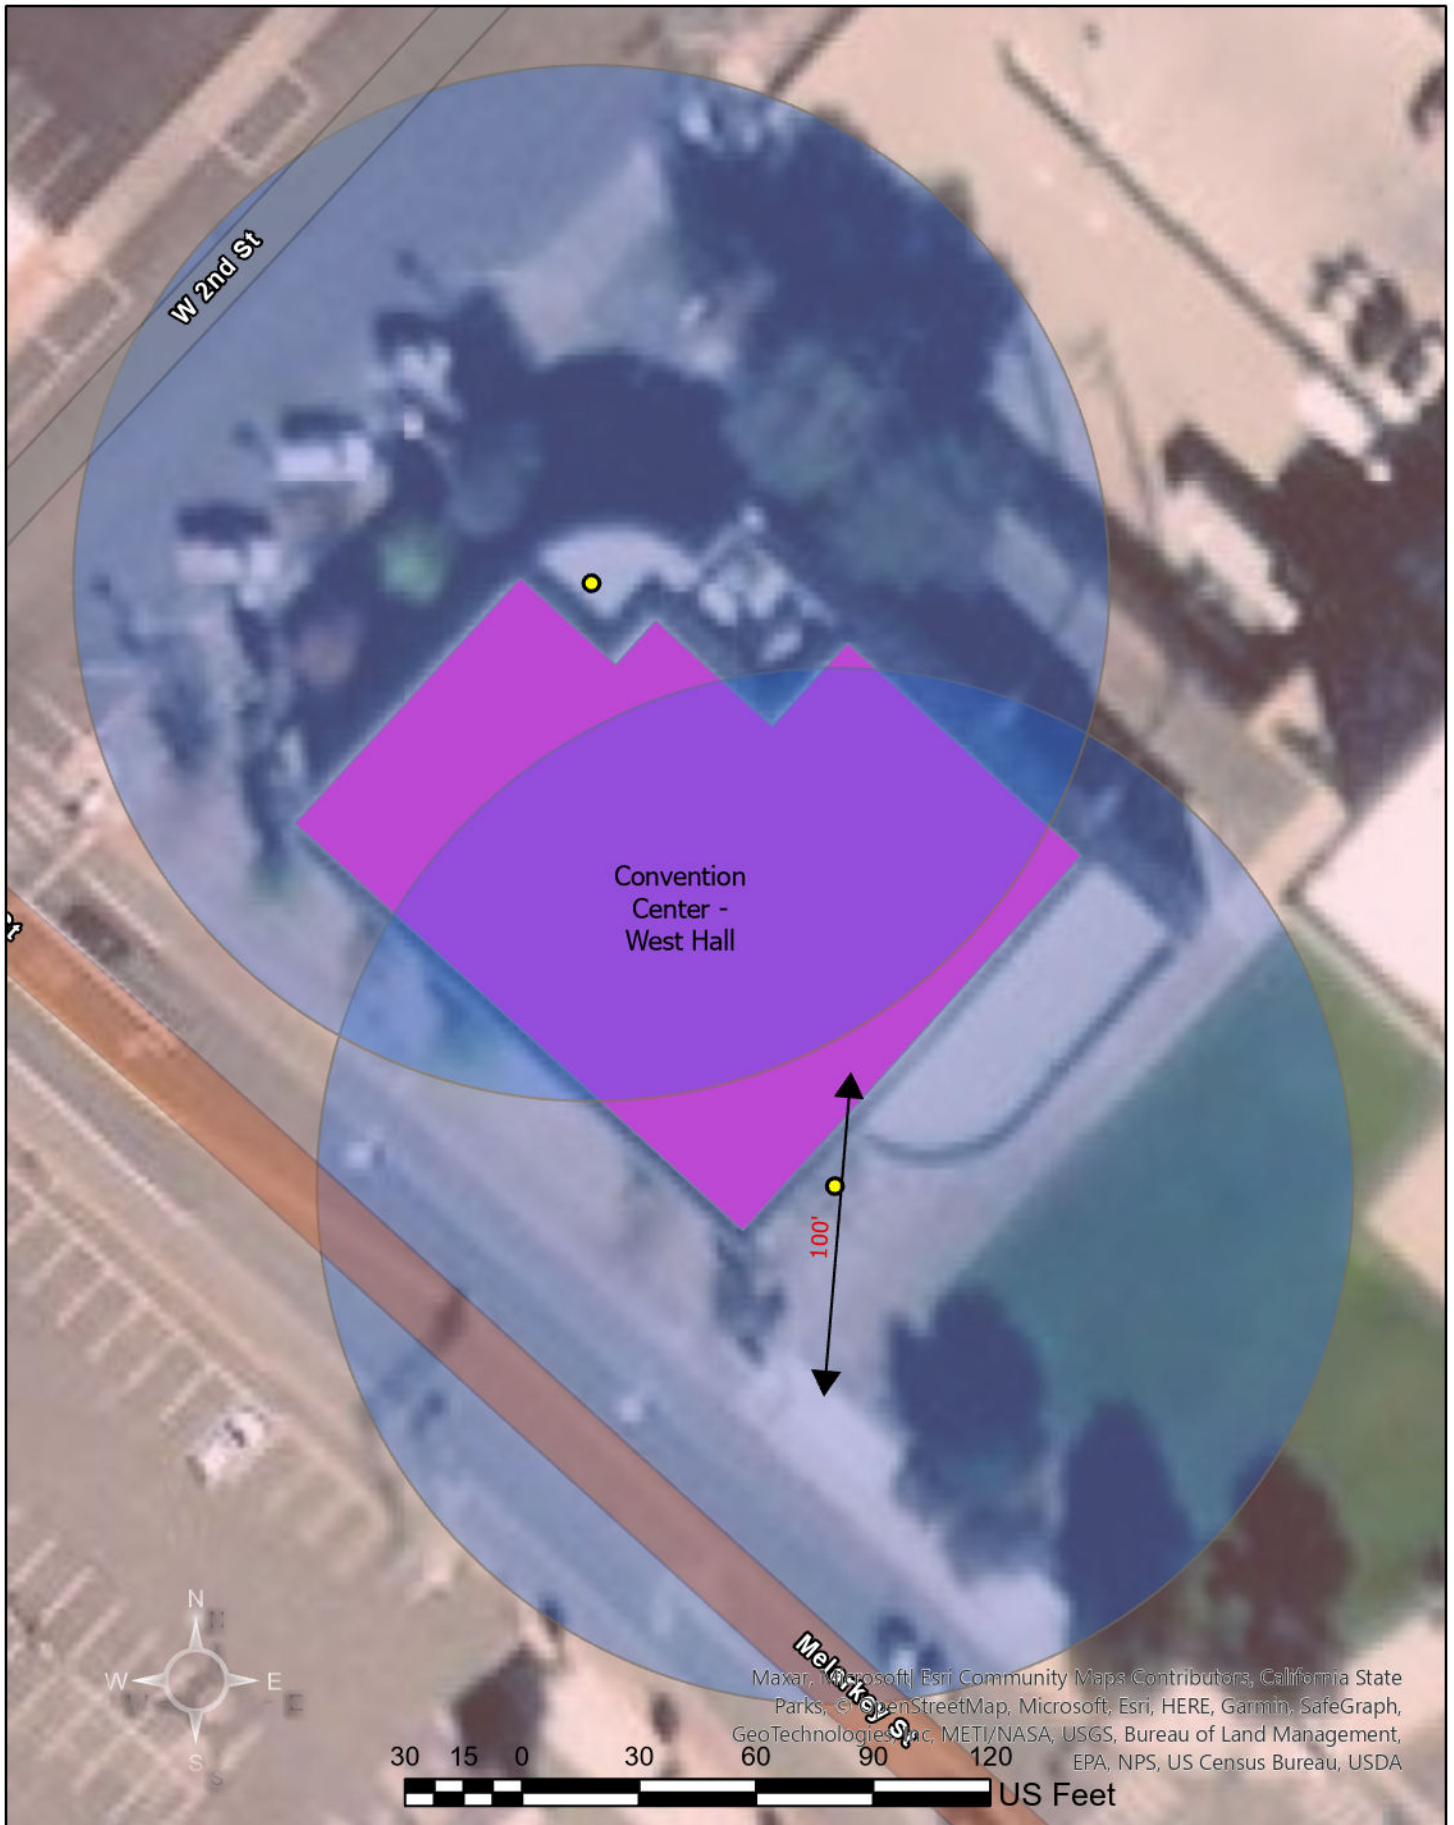 W 2nd St
Convention
Center -
West Hall
100'
N
W
E
S
Melarkey St
Maxar, Microsoft, Esri Community Maps Contributors, California State
Parks, © OpenStreetMap, Microsoft, Esri, HERE, Garmin, SafeGraph,
GeoTechnologies, Inc, METI/NASA, USGS, Bureau of Land Management,
EPA, NPS, US Census Bureau, USDA
30 15 0 30 60 90 120
US Feet